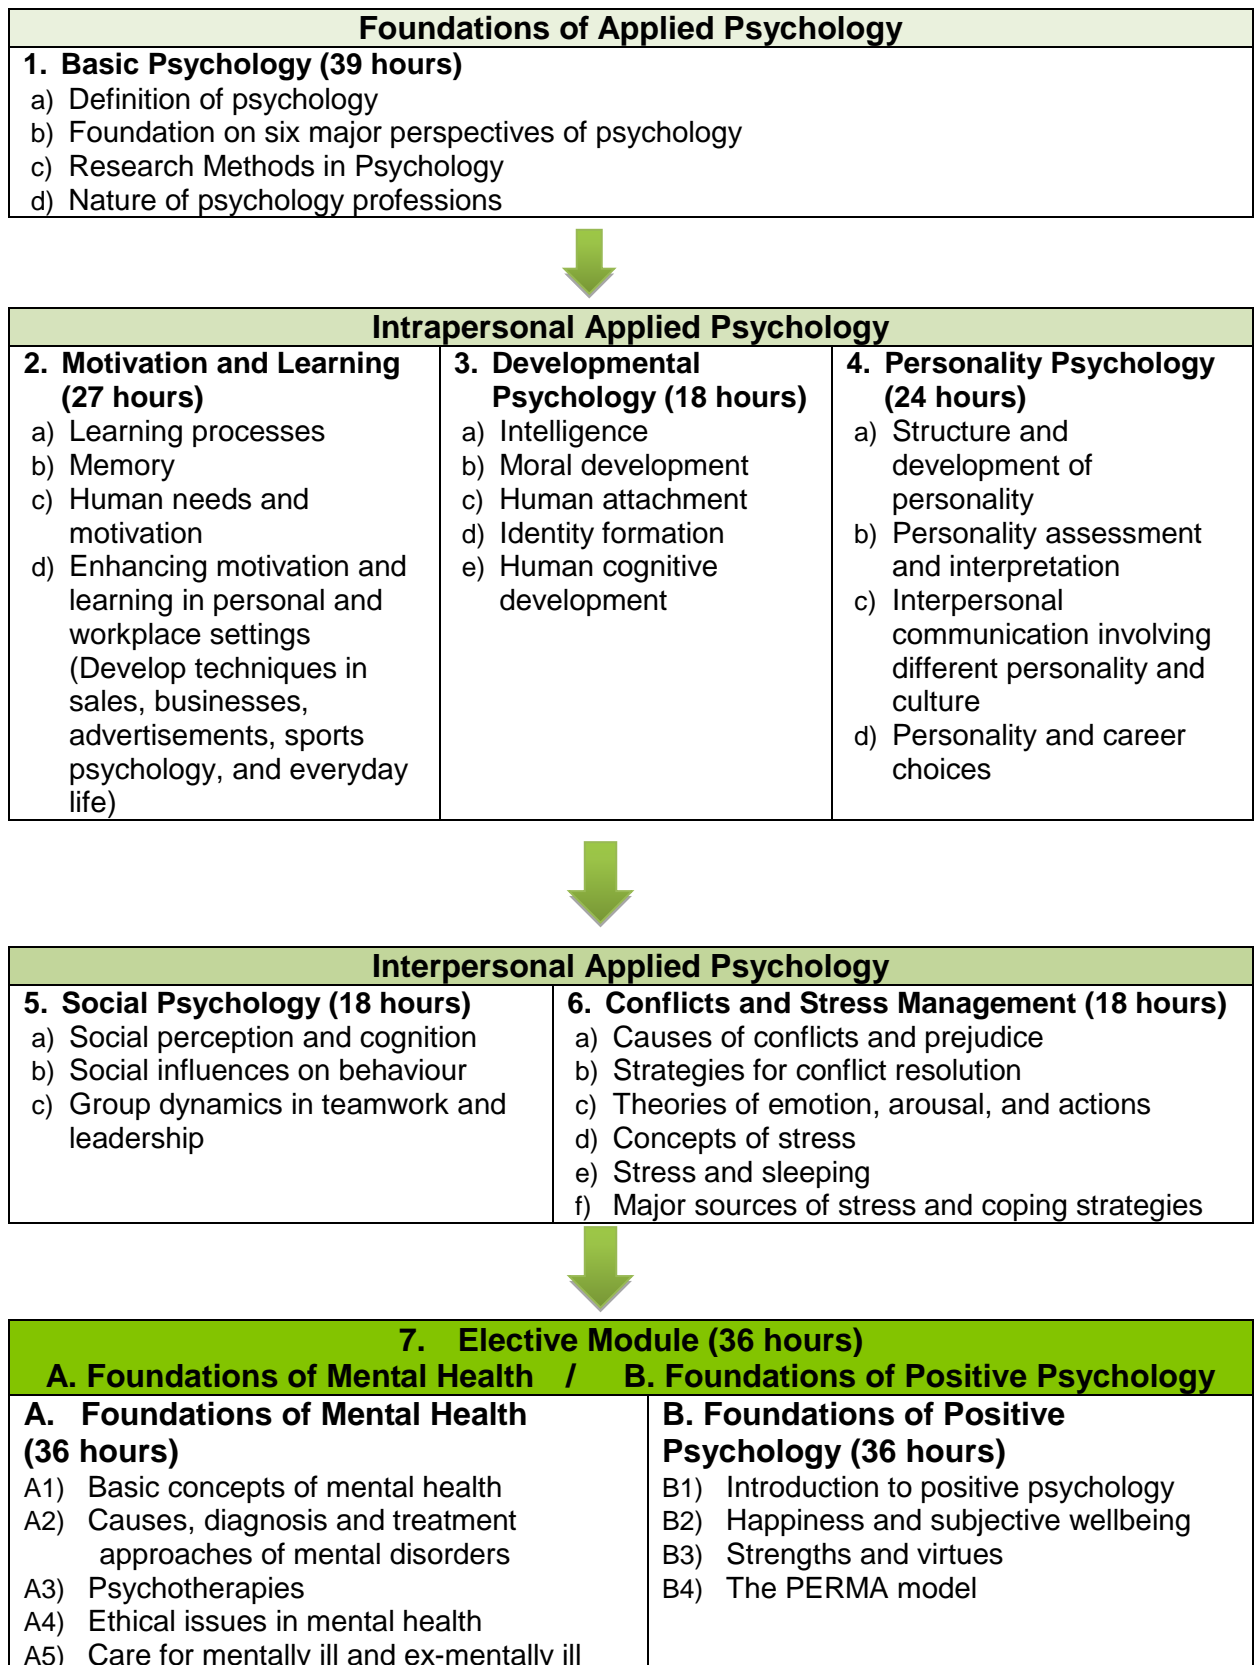 Foundations of Applied Psychology
1. Basic Psychology (39 hours)
a) Definition of psychology
b) Foundation on six major perspectives of psychology
c) Research Methods in Psychology
d) Nature of psychology professions
Intrapersonal Applied Psychology
2. Motivation and Learning
(27 hours)
a) Learning processes
b) Memory
c) Human needs and
motivation
d) Enhancing motivation and
learning in personal and
workplace settings
(Develop techniques in
sales, businesses,
advertisements, sports
psychology, and everyday
life)
3. Developmental
Psychology (18 hours)
a) Intelligence
b) Moral development
c) Human attachment
d) Identity formation
e) Human cognitive
development
4. Personality Psychology
(24 hours)
a) Structure and
development of
personality
b) Personality assessment
and interpretation
c) Interpersonal
communication involving
different personality and
culture
d) Personality and career
choices
Interpersonal Applied Psychology
5. Social Psychology (18 hours)
a) Social perception and cognition
b) Social influences on behaviour
c) Group dynamics in teamwork and
leadership
6. Conflicts and Stress Management (18 hours)
a) Causes of conflicts and prejudice
b) Strategies for conflict resolution
c) Theories of emotion, arousal, and actions
d) Concepts of stress
e) Stress and sleeping
f) Major sources of stress and coping strategies
7. Elective Module (36 hours)
A. Foundations of Mental Health / B. Foundations of Positive Psychology
A. Foundations of Mental Health
(36 hours)
A1) Basic concepts of mental health
A2) Causes, diagnosis and treatment
approaches of mental disorders
A3) Psychotherapies
A4) Ethical issues in mental health
A5) Care for mentally ill and ex-mentally ill
B. Foundations of Positive
Psychology (36 hours)
B1) Introduction to positive psychology
B2) Happiness and subjective wellbeing
B3) Strengths and virtues
B4) The PERMA model